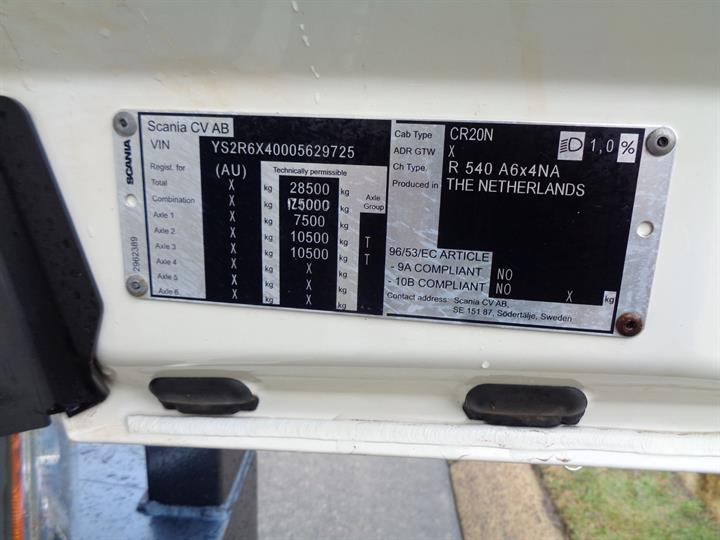 Scania CV AB
VIN YS2R6X40005629725
Regist. for (AU) Technically permissible
Total X kg 28500 kg
Combination X kg kg Axle Group
Axle 1 X kg 7500 kg
Axle 2 X kg 10500 kg T
Axle 3 X kg 10500 kg T
Axle 4 X kg X kg
Axle 5 X kg X kg
Axle 6 X kg X kg
SCANIA
2962389
Cab Type CR20N 1,0 %
ADR GTW X
Ch Type. R 540 A6x4NA
Produced in THE NETHERLANDS
96/53/EC ARTICLE
- 9A COMPLIANT NO
- 10B COMPLIANT NO X kg
Contact address: Scania CV AB,
SE 151 87, Södertälje, Sweden